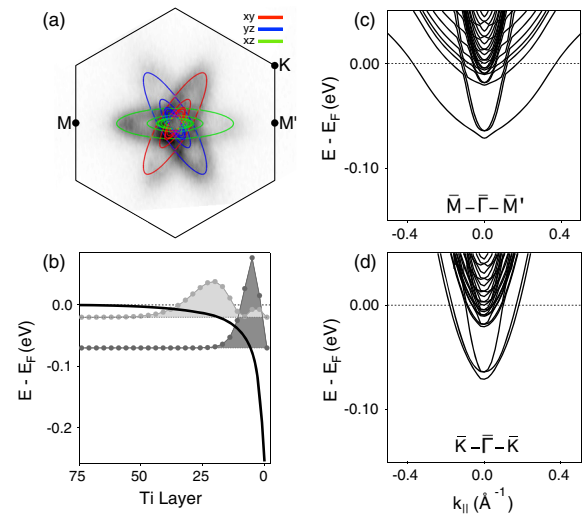 (a)
xy
yz
xz
K
M
M'
(b)
0.0
-0.1
-0.2
E - E_F (eV)
75
50
25
0
Ti Layer
(c)
0.00
-0.10
E - E_F (eV)
M̄ – Γ̄ – M̄'
-0.4
0.0
0.4
(d)
0.00
-0.10
E - E_F (eV)
K̄ – Γ̄ – K̄
-0.4
0.0
0.4
k_|| (Å⁻¹)